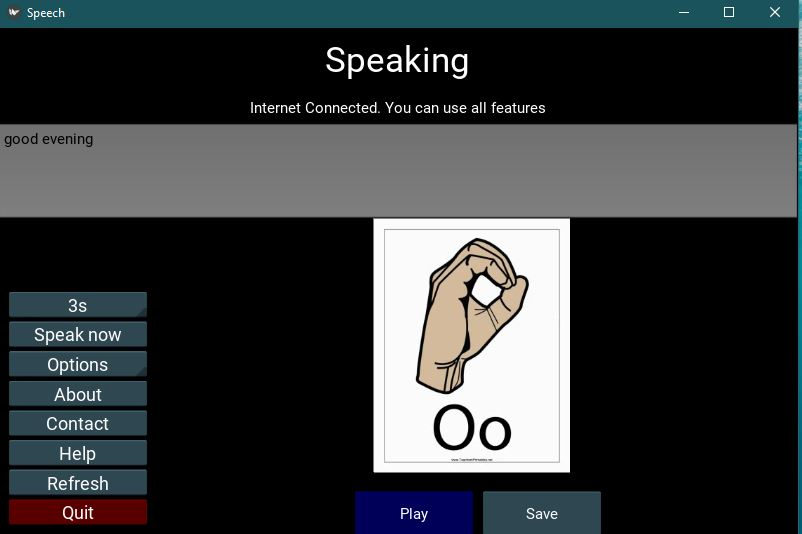 Speech
Speaking
Internet Connected. You can use all features
good evening
3s
Speak now
Options
About
Contact
Help
Refresh
Quit
Oo
Play
Save